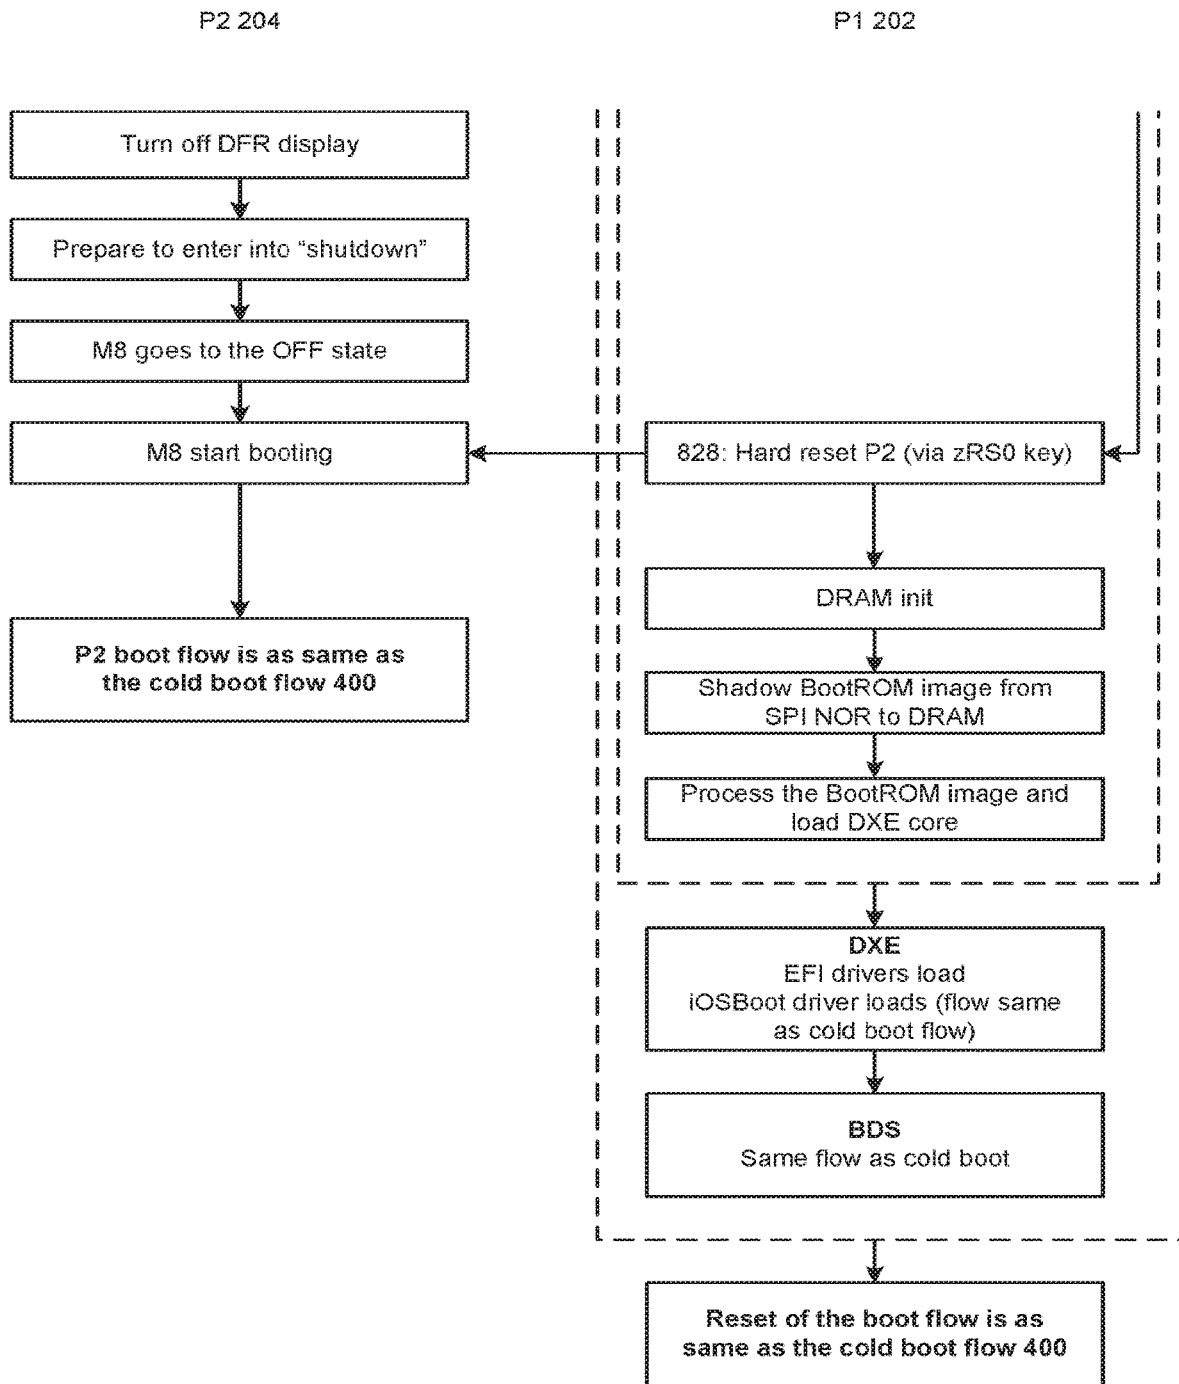 P2 204
P1 202
Turn off DFR display
Prepare to enter into “shutdown”
M8 goes to the OFF state
M8 start booting
P2 boot flow is as same as
the cold boot flow 400
828: Hard reset P2 (via zRS0 key)
DRAM init
Shadow BootROM image from
SPI NOR to DRAM
Process the BootROM image and
load DXE core
DXE
EFI drivers load
iOSBoot driver loads (flow same
as cold boot flow)
BDS
Same flow as cold boot
Reset of the boot flow is as
same as the cold boot flow 400